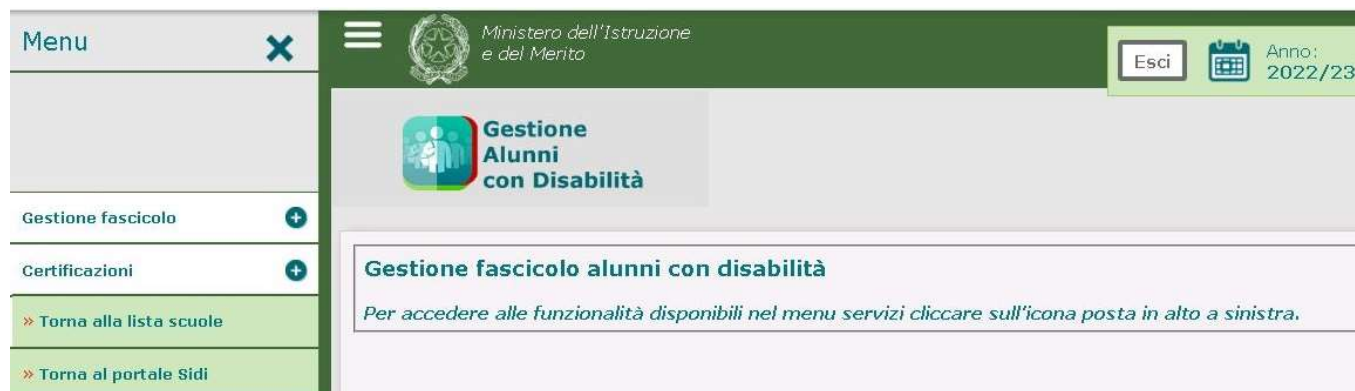 Menu
Gestione fascicolo
Certificazioni
» Torna alla lista scuole
» Torna al portale Sidi
Ministero dell'Istruzione
e del Merito
Esci
Anno:
2022/23
Gestione
Alunni
con Disabilità
Gestione fascicolo alunni con disabilità
Per accedere alle funzionalità disponibili nel menu servizi cliccare sull'icona posta in alto a sinistra.